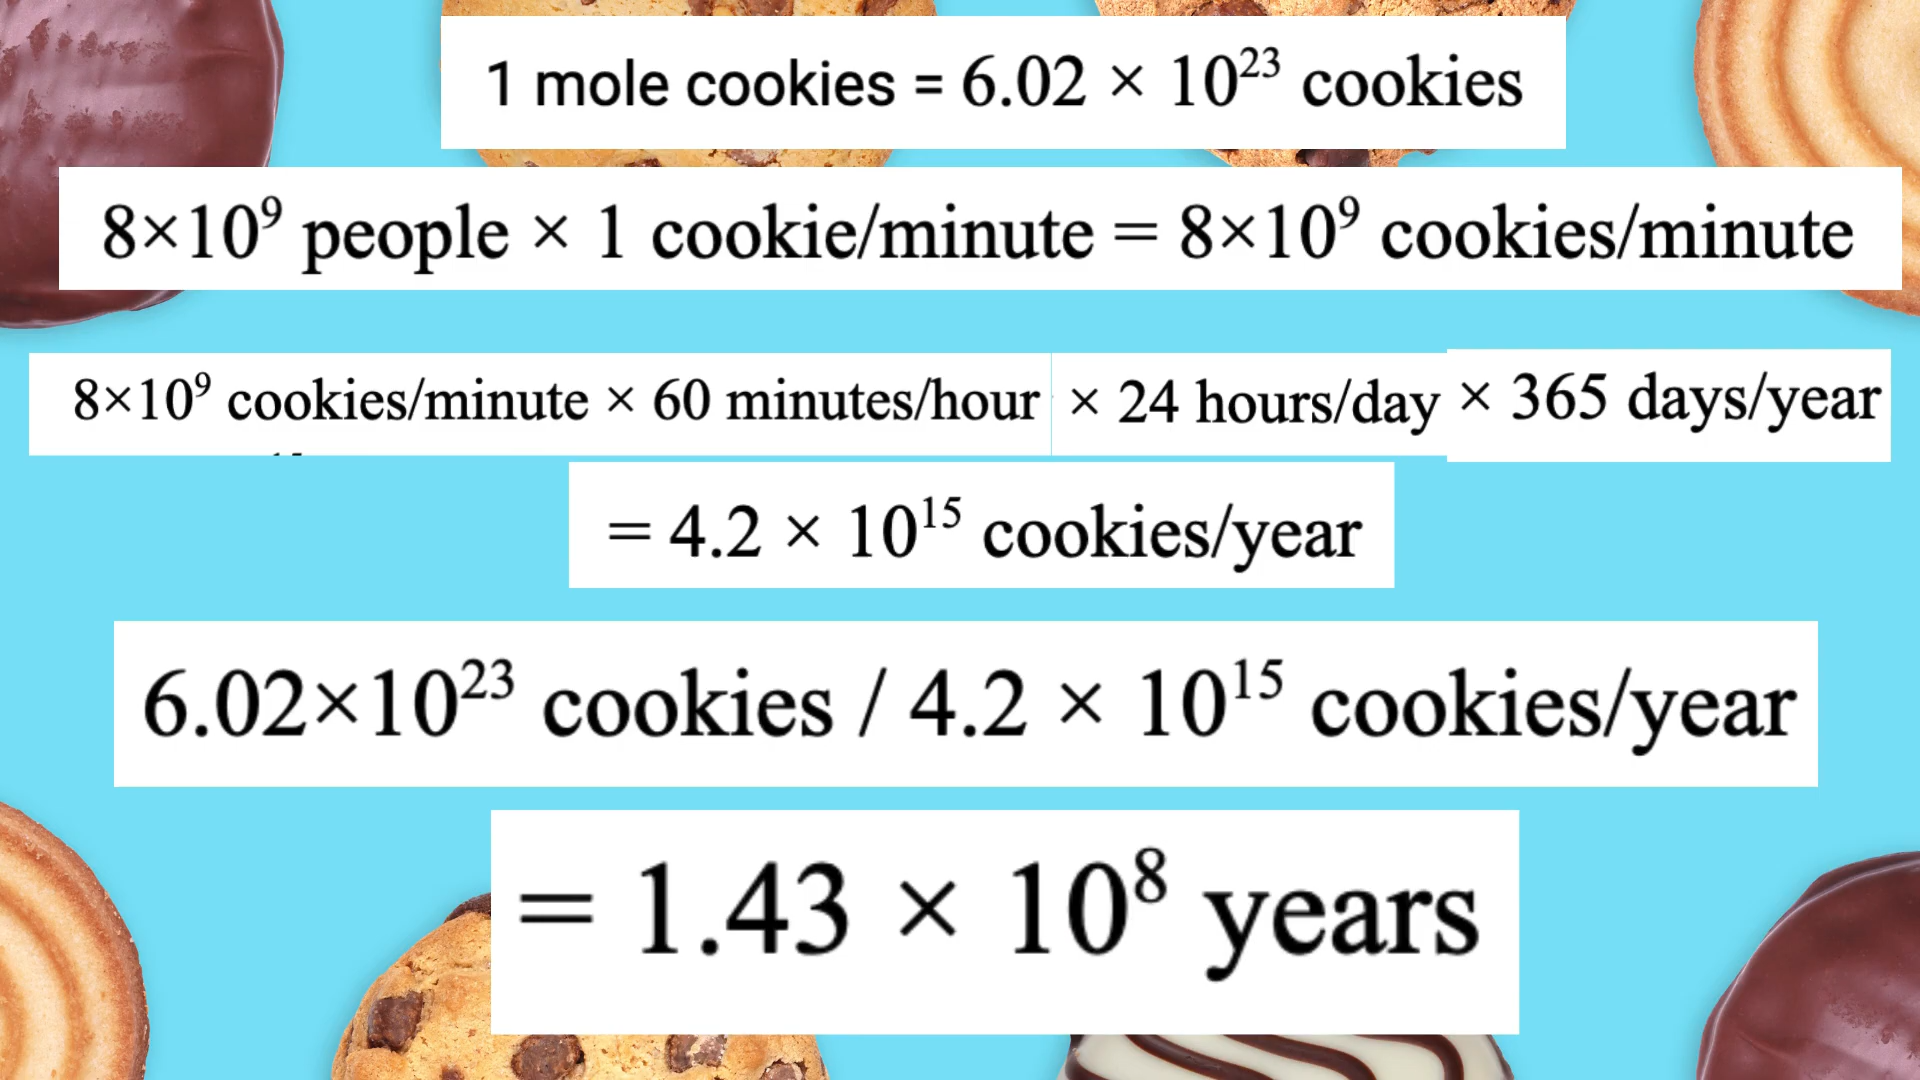 1 mole cookies = 6.02 × 10²³ cookies
8×10⁹ people × 1 cookie/minute = 8×10⁹ cookies/minute
8×10⁹ cookies/minute × 60 minutes/hour × 24 hours/day × 365 days/year
= 4.2 × 10¹⁵ cookies/year
6.02×10²³ cookies / 4.2 × 10¹⁵ cookies/year
= 1.43 × 10⁸ years